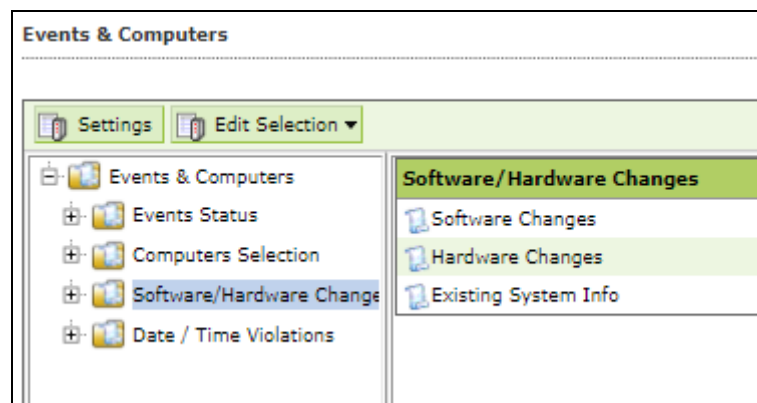 Events & Computers
Settings
Edit Selection
Events & Computers
Events Status
Computers Selection
Software/Hardware Change
Date / Time Violations
Software/Hardware Changes
Software Changes
Hardware Changes
Existing System Info